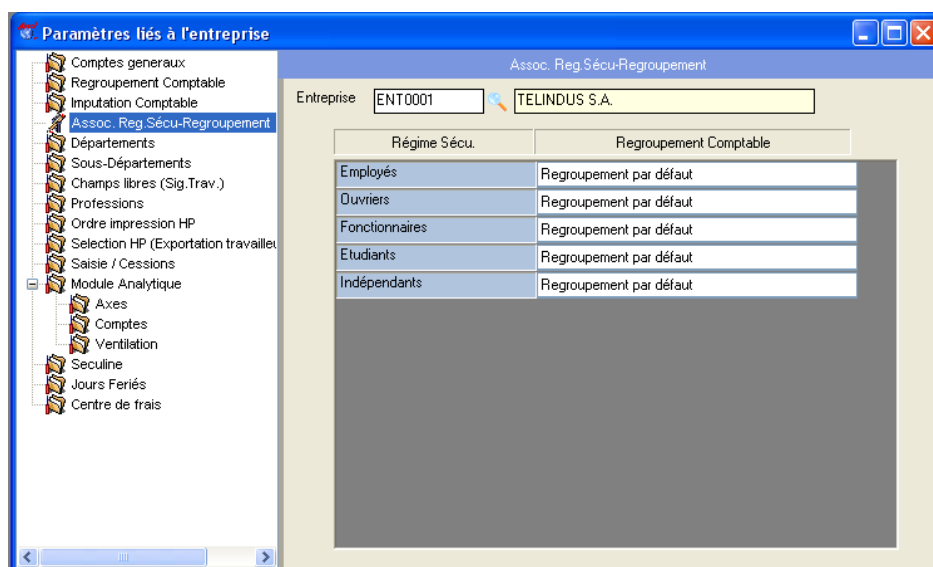 Paramètres liés à l'entreprise
Comptes generaux
Regroupement Comptable
Imputation Comptable
Assoc. Reg.Sécu-Regroupement
Départements
Sous-Départements
Champs libres (Sig.Trav.)
Professions
Ordre impression HP
Selection HP (Exportation travailleu
Saisie / Cessions
Module Analytique
Axes
Comptes
Ventilation
Seculine
Jours Feriés
Centre de frais
Assoc. Reg.Sécu-Regroupement
Entreprise ENT0001 TELINDUS S.A.
Régime Sécu. Regroupement Comptable
Employés Regroupement par défaut
Ouvriers Regroupement par défaut
Fonctionnaires Regroupement par défaut
Etudiants Regroupement par défaut
Indépendants Regroupement par défaut